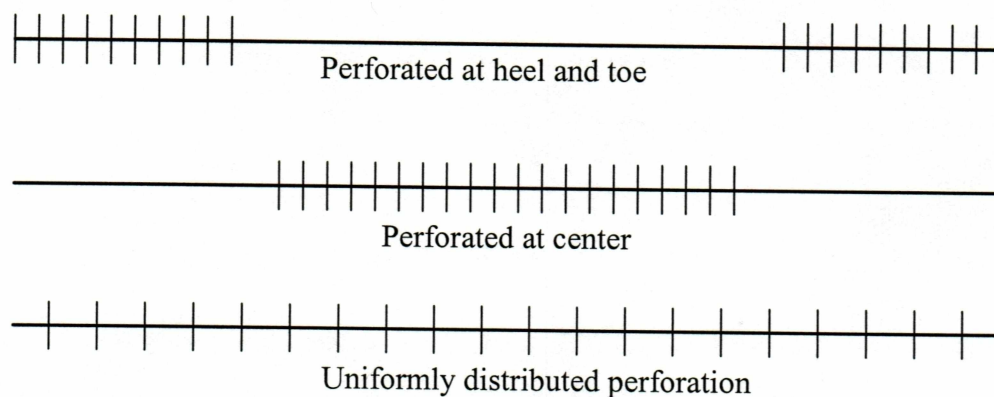 Perforated at heel and toe
Perforated at center
Uniformly distributed perforation